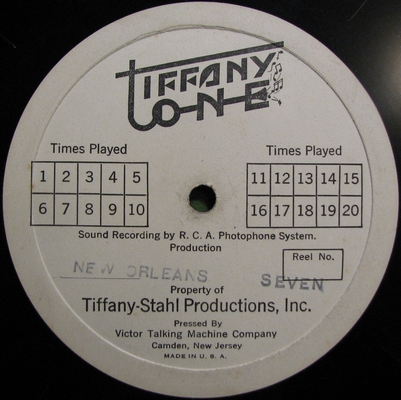 TIFFANY
TONE
Times Played
1 2 3 4 5
6 7 8 9 10
Times Played
11 12 13 14 15
16 17 18 19 20
Sound Recording by R. C. A. Photophone System.
Production
Reel No.
NEW ORLEANS
SEVEN
Property of
Tiffany-Stahl Productions, Inc.
Pressed By
Victor Talking Machine Company
Camden, New Jersey
MADE IN U. S. A.